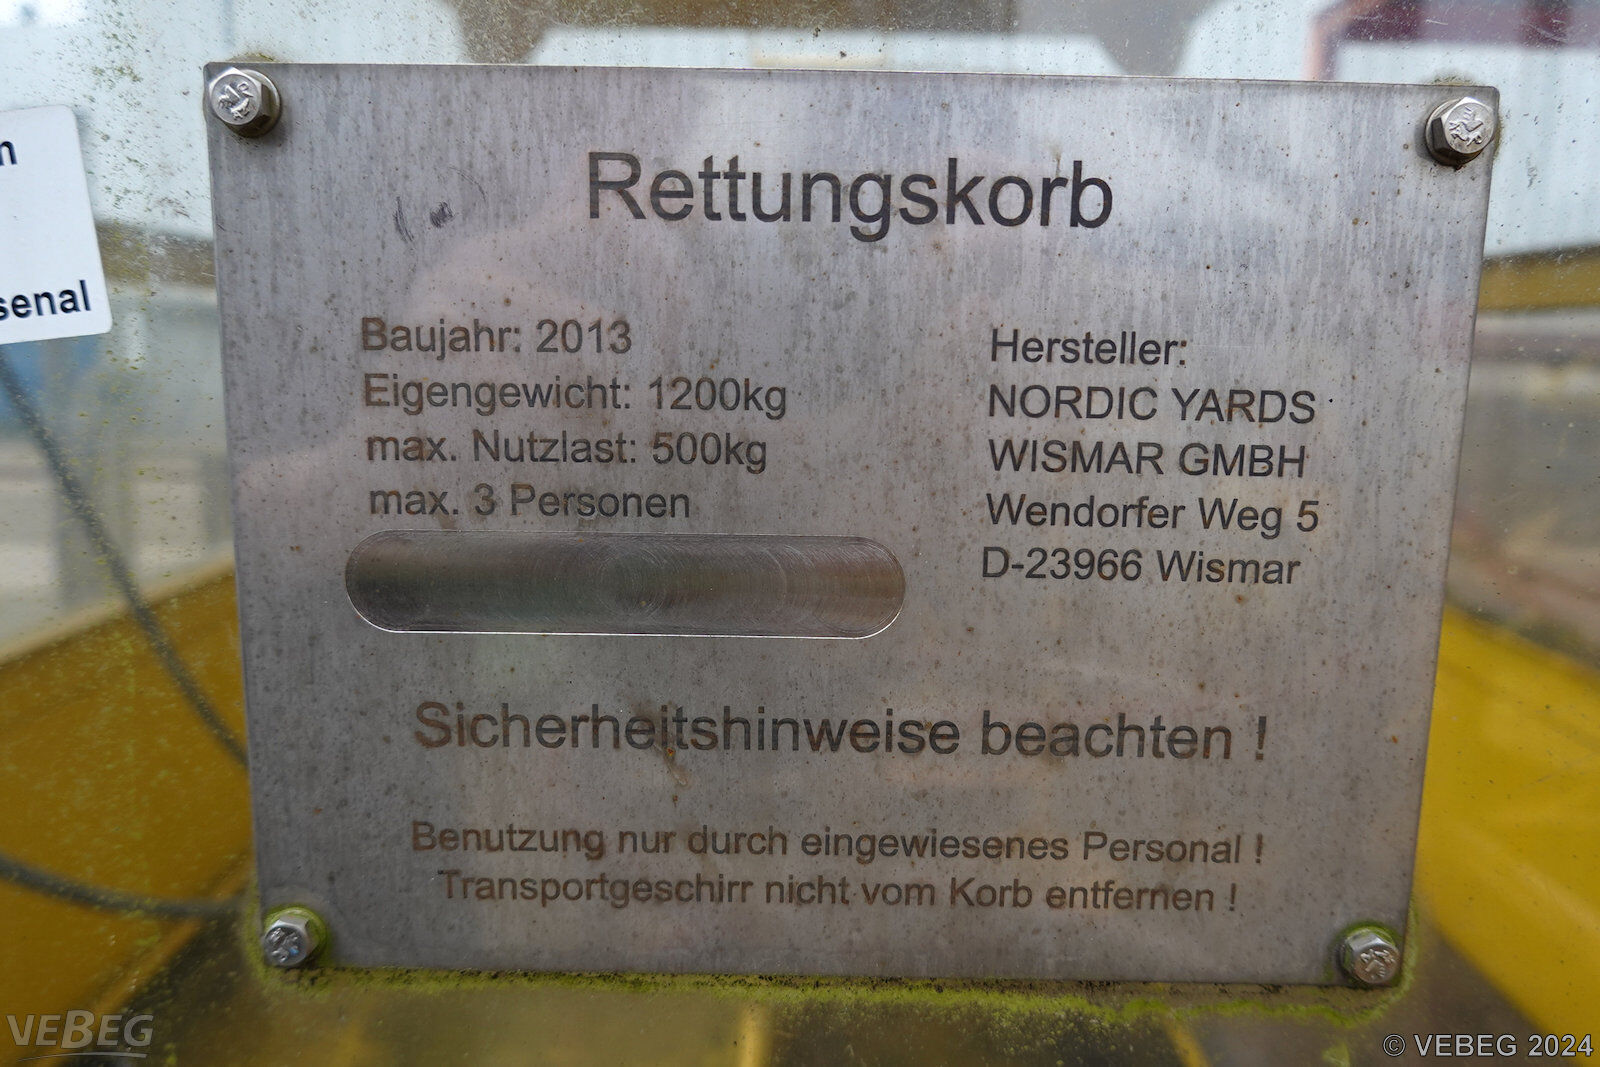 senal
Rettungskorb
Baujahr: 2013
Eigengewicht: 1200kg
max. Nutzlast: 500kg
max. 3 Personen
Hersteller:
NORDIC YARDS
WISMAR GMBH
Wendorfer Weg 5
D-23966 Wismar
Sicherheitshinweise beachten !
Benutzung nur durch eingewiesenes Personal !
Transportgeschirr nicht vom Korb entfernen !
VEBEG
© VEBEG 2024